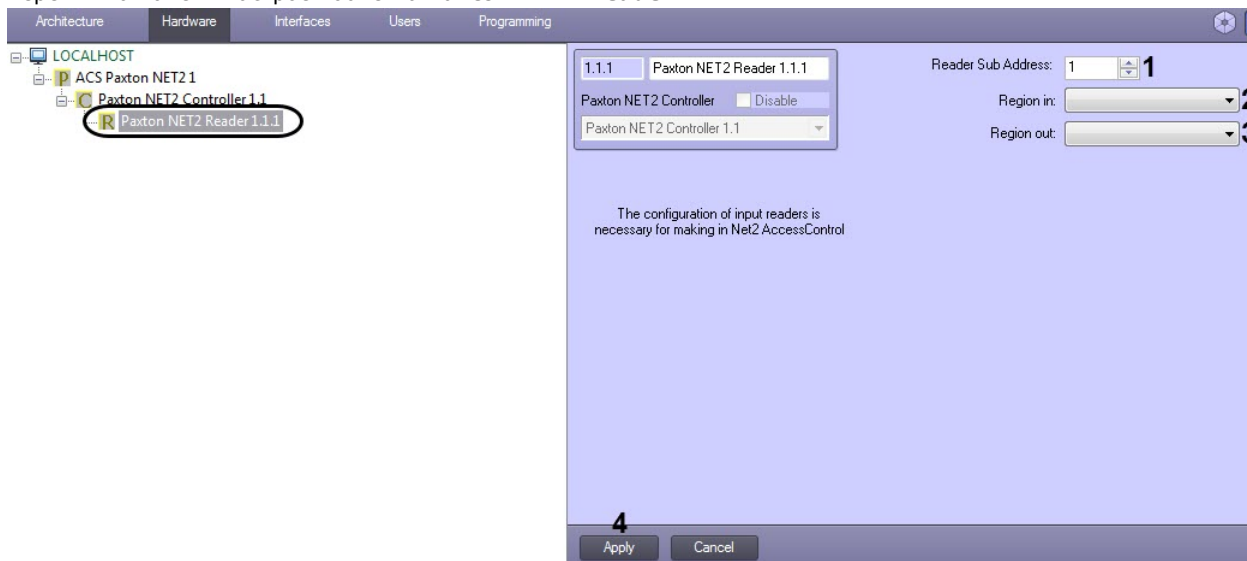 Architecture Hardware Interfaces Users Programming
LOCALHOST
P ACS Paxton NET2 1
C Paxton NET2 Controller 1.1
R Paxton NET2 Reader 1.1.1
1.1.1 Paxton NET2 Reader 1.1.1
Paxton NET2 Controller Disable
Paxton NET2 Controller 1.1
Reader Sub Address: 1 1
Region in: 2
Region out: 3
The configuration of input readers is
necessary for making in Net2 AccessControl
4
Apply Cancel